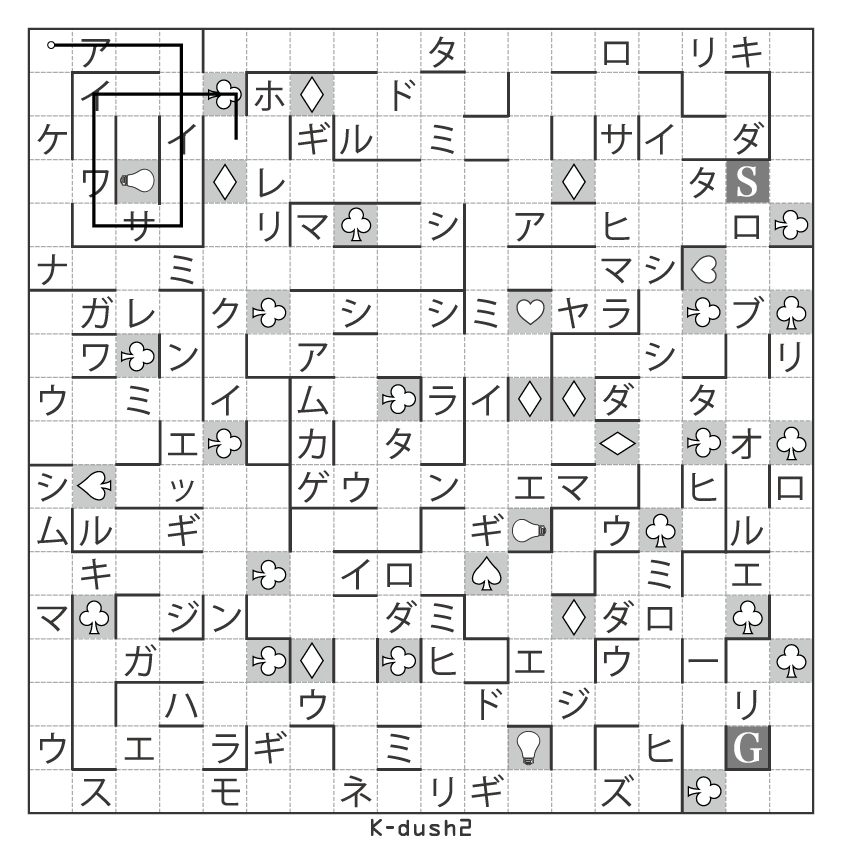 ア タ ロ リ キ
イ ホ ド
ケ イ ギ ル ミ サ イ ダ
ウ レ タ S
サ リ マ シ ア ヒ ロ
ナ ミ マ シ
ガ レ ク シ シ ミ ヤ ラ ブ
ワ ン ア シ リ
ウ ミ イ ム ラ イ ダ タ
エ カ タ オ
シ ッ ゲ ウ ン エ マ ヒ ロ
ム ル ギ ギ ウ ル
キ イ ロ ミ エ
マ ジ ン ダ ミ ダ ロ
ガ ヒ エ ウ ー
ハ ウ ド ジ リ
ウ エ ラ ギ ミ ヒ G
ス モ ネ リ ギ ズ
K-dush2